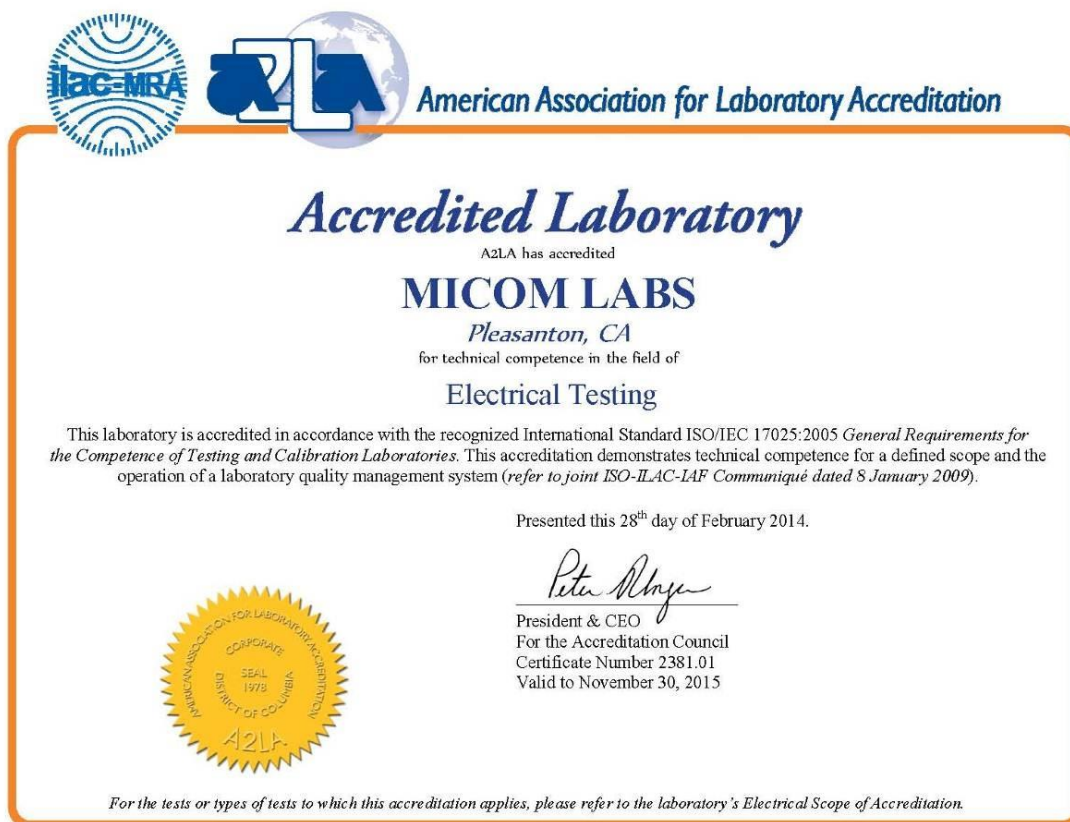 ilac-MRA
A2LA
American Association for Laboratory Accreditation
Accredited Laboratory
A2LA has accredited
MICOM LABS
Pleasanton, CA
for technical competence in the field of
Electrical Testing
This laboratory is accredited in accordance with the recognized International Standard ISO/IEC 17025:2005 General Requirements for
the Competence of Testing and Calibration Laboratories. This accreditation demonstrates technical competence for a defined scope and the
operation of a laboratory quality management system (refer to joint ISO-ILAC-IAF Communiqué dated 8 January 2009).
Presented this 28th day of February 2014.
Peter
President & CEO
For the Accreditation Council
Certificate Number 2381.01
Valid to November 30, 2015
AMERICAN ASSOCIATION FOR LABORATORY ACCREDITATION
CORPORATE
SEAL
1978
DISTRICT OF COLUMBIA
A2LA
For the tests or types of tests to which this accreditation applies, please refer to the laboratory's Electrical Scope of Accreditation.